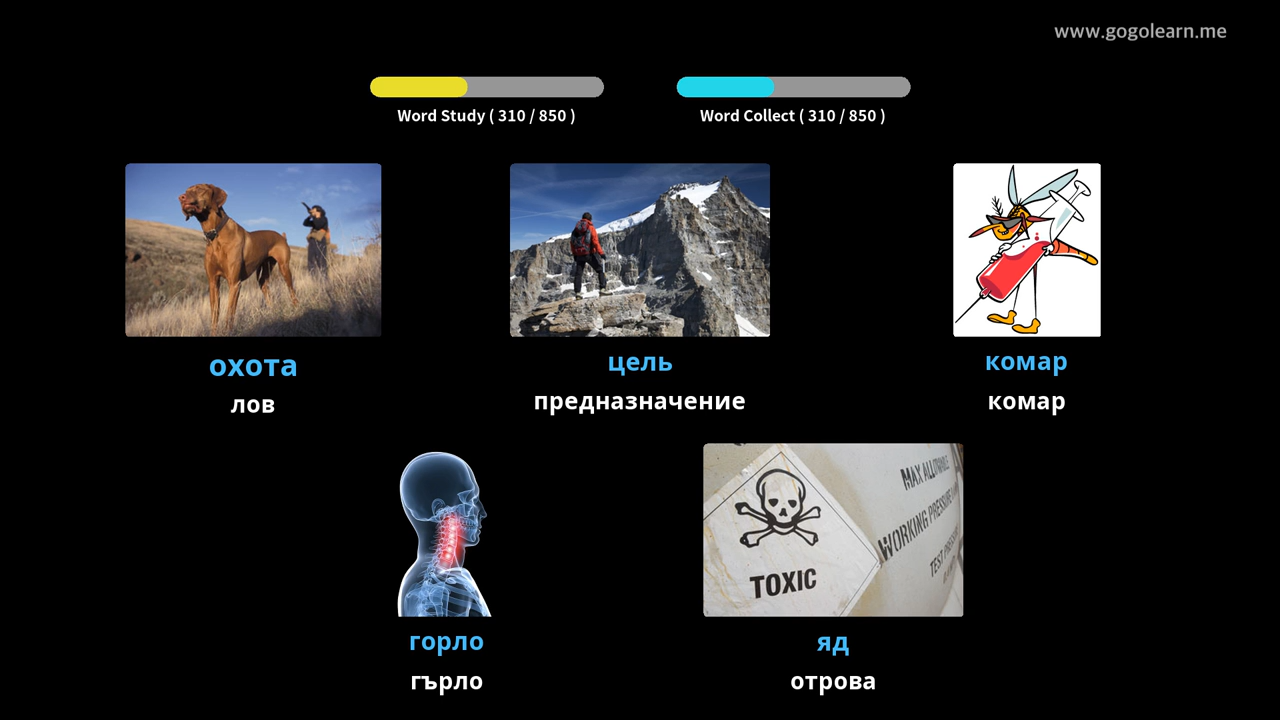 www.gogolearn.me
Word Study ( 310 / 850 )
Word Collect ( 310 / 850 )
охота
лов
цель
предназначение
комар
комар
горло
гърло
TOXIC
MAX ALLOWABLE
WORKING PRESSURE
TEST PRESSURE
яд
отрова